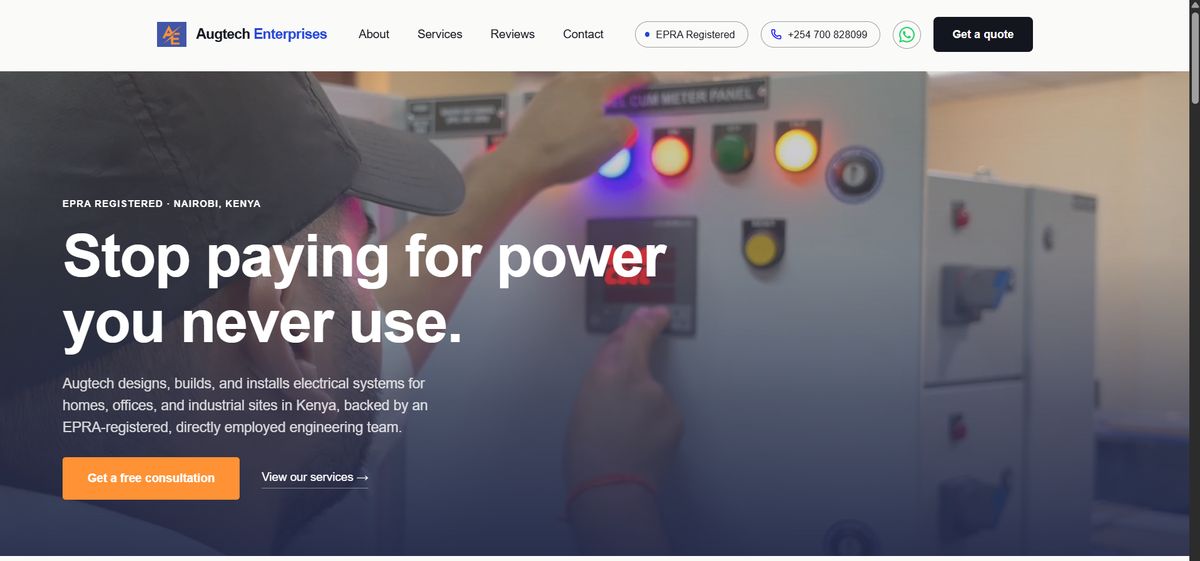 Augtech Enterprises
About
Services
Reviews
Contact
EPRA Registered
+254 700 828099
Get a quote
CUM METER PANEL
EPRA REGISTERED · NAIROBI, KENYA
Stop paying for power
you never use.
Augtech designs, builds, and installs electrical systems for
homes, offices, and industrial sites in Kenya, backed by an
EPRA-registered, directly employed engineering team.
Get a free consultation
View our services →